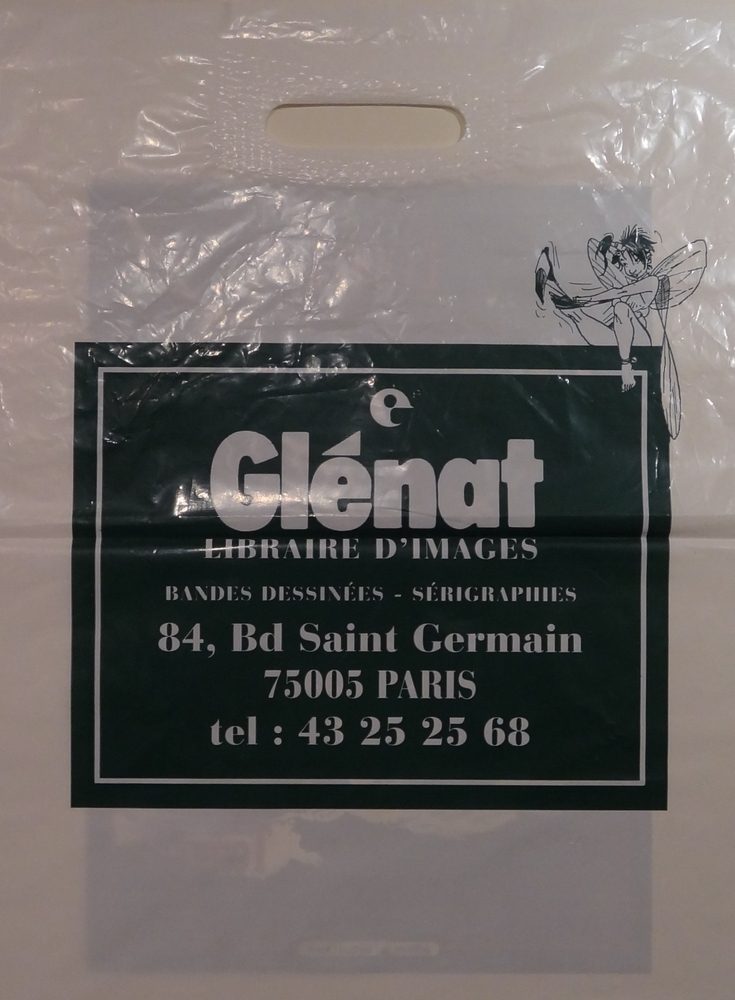 Glénat
LIBRAIRE D'IMAGES
BANDES DESSINÉES - SÉRIGRAPHIES
84, Bd Saint Germain
75005 PARIS
tel : 43 25 25 68